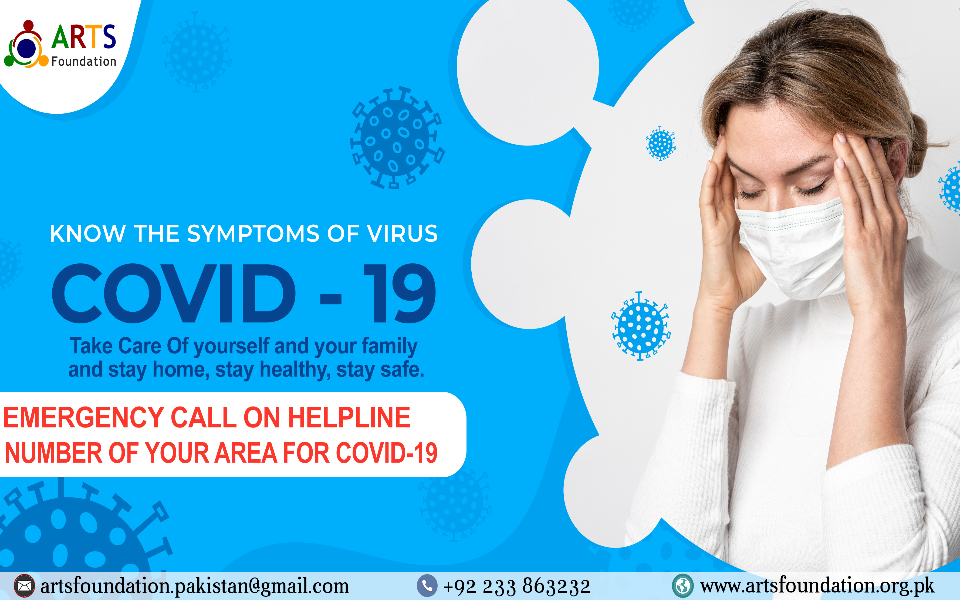 ARTS
Foundation
KNOW THE SYMPTOMS OF VIRUS
COVID - 19
Take Care Of yourself and your family
and stay home, stay healthy, stay safe.
EMERGENCY CALL ON HELPLINE
NUMBER OF YOUR AREA FOR COVID-19
artsfoundation.pakistan@gmail.com
+92 233 863232
www.artsfoundation.org.pk